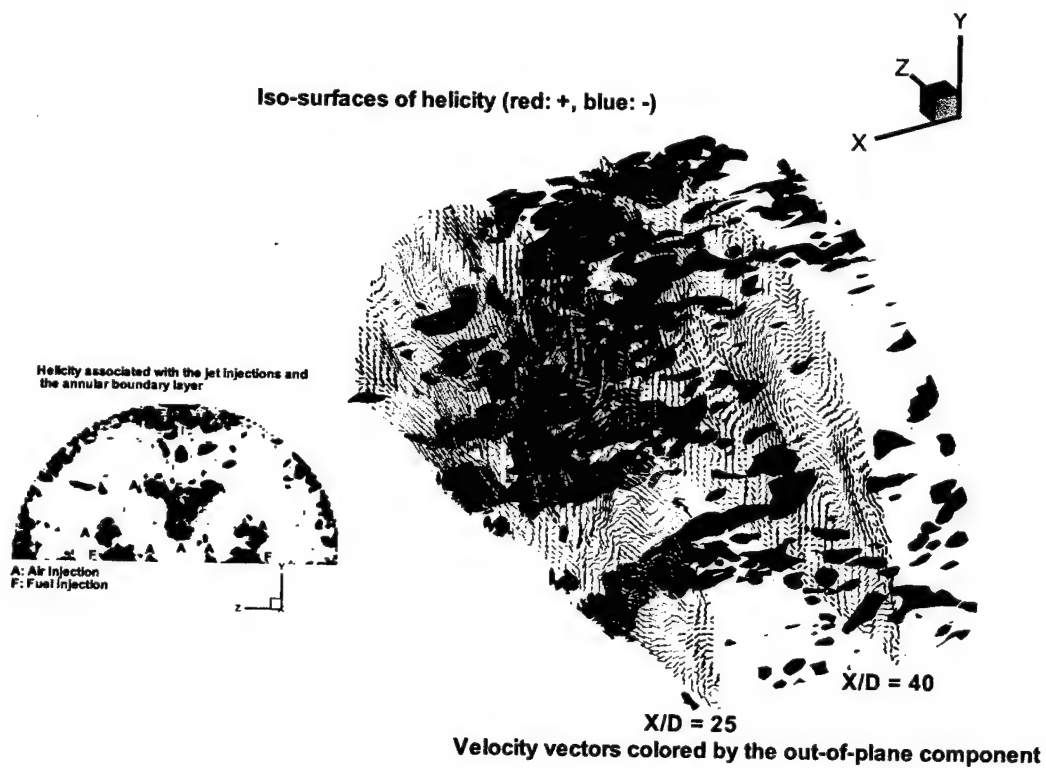 Y
Z
X
Iso-surfaces of helicity (red: +, blue: -)
Helicity associated with the jet injections and
the annular boundary layer
A
A
A
F
A
A
A
F
A: Air Injection
F: Fuel Injection
Y
Z
X/D = 40
X/D = 25
Velocity vectors colored by the out-of-plane component